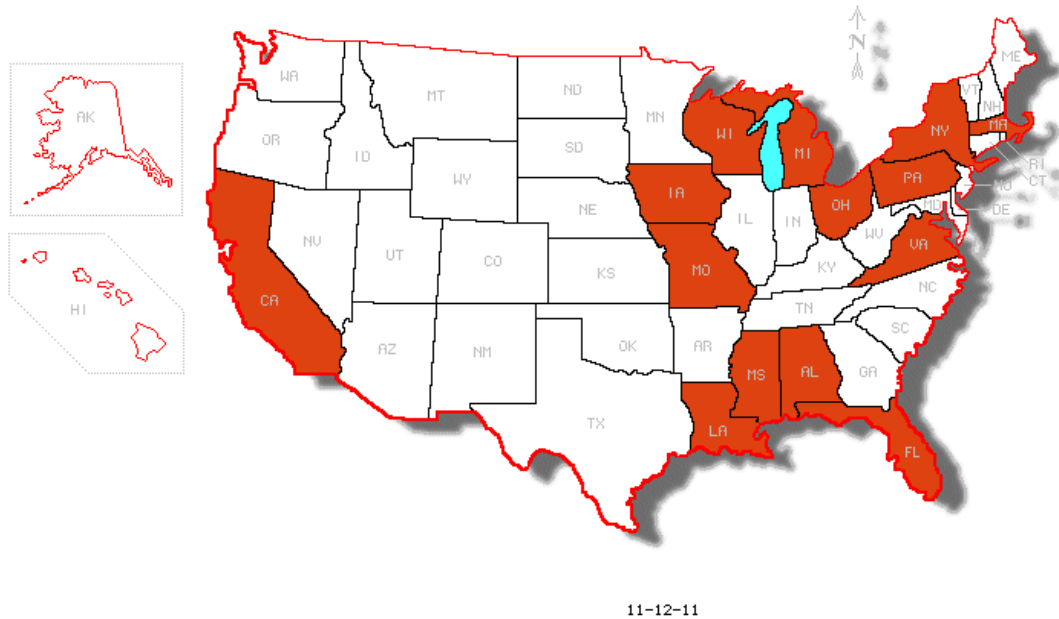 N
ME
WA
VT
NH
MT
ND
AK
MN
WI
NY
MA
OR
ID
SD
MI
RI
CT
PA
WY
NJ
IA
DE
NE
OH
MD
IL
IN
NV
UT
WV
VA
CO
KS
MO
KY
CA
NC
HI
TN
SC
OK
AR
AZ
NM
GA
MS
AL
TX
LA
FL
11-12-11